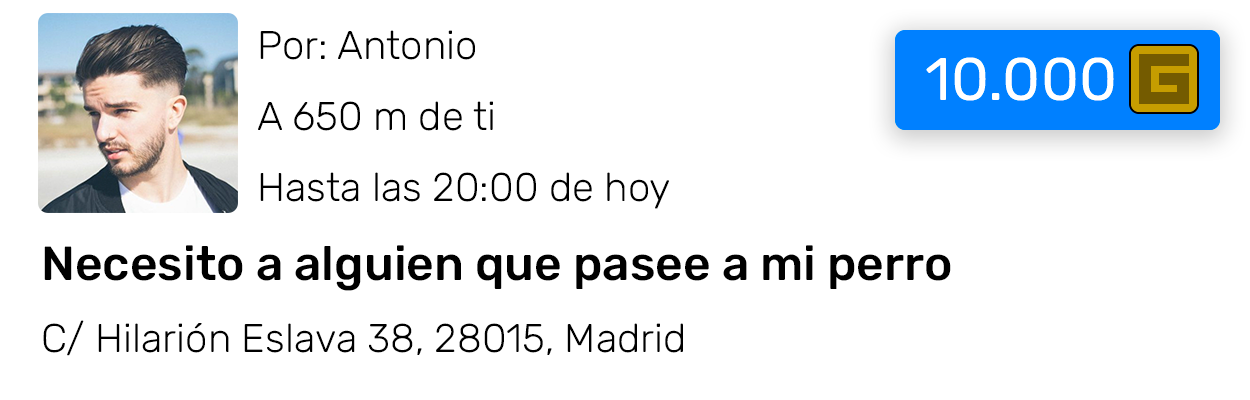 Por: Antonio
10.000 G
A 650 m de ti
Hasta las 20:00 de hoy
Necesito a alguien que pasee a mi perro
C/ Hilarión Eslava 38, 28015, Madrid